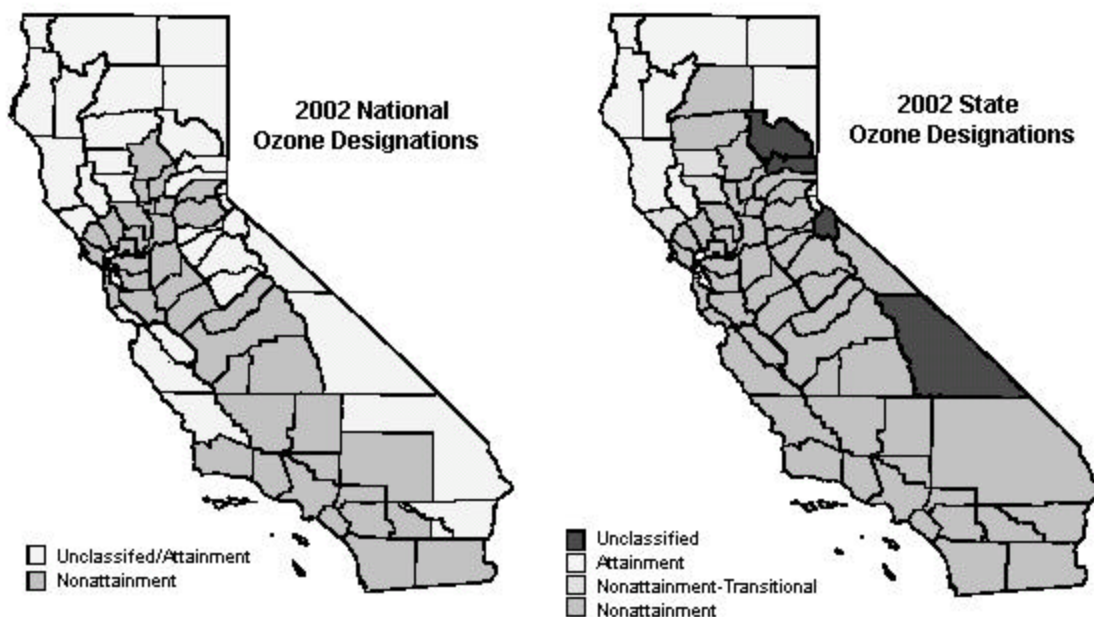 2002 National
Ozone Designations
Unclassifed/Attainment
Nonattainment
2002 State
Ozone Designations
Unclassified
Attainment
Nonattainment-Transitional
Nonattainment